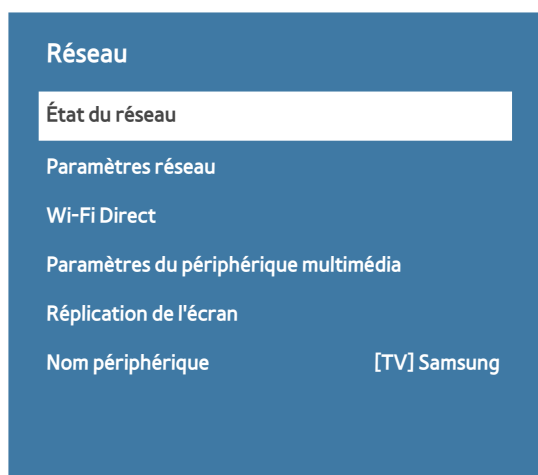 Réseau
État du réseau
Paramètres réseau
Wi-Fi Direct
Paramètres du périphérique multimédia
Réplication de l'écran
Nom périphérique [TV] Samsung